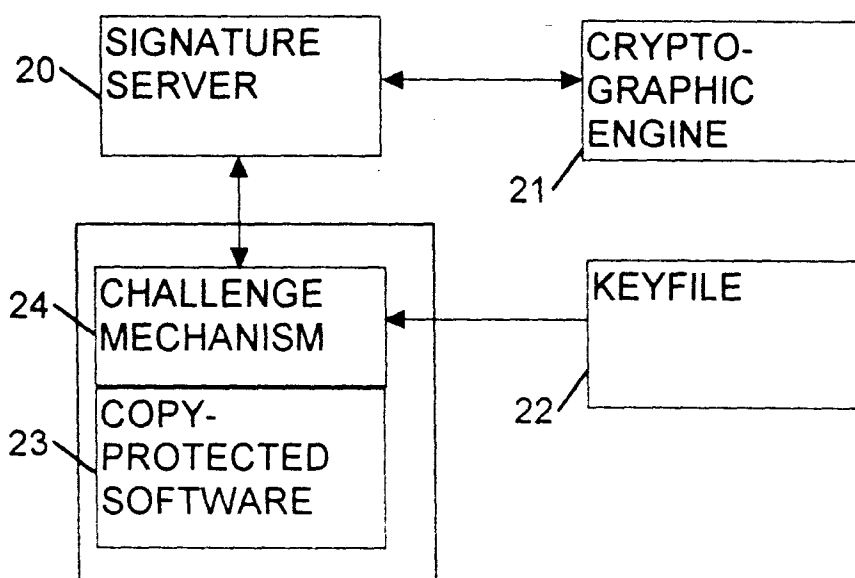 SIGNATURE
SERVER
20
CRYPTO-
GRAPHIC
ENGINE
21
CHALLENGE
MECHANISM
24
KEYFILE
22
COPY-
PROTECTED
SOFTWARE
23